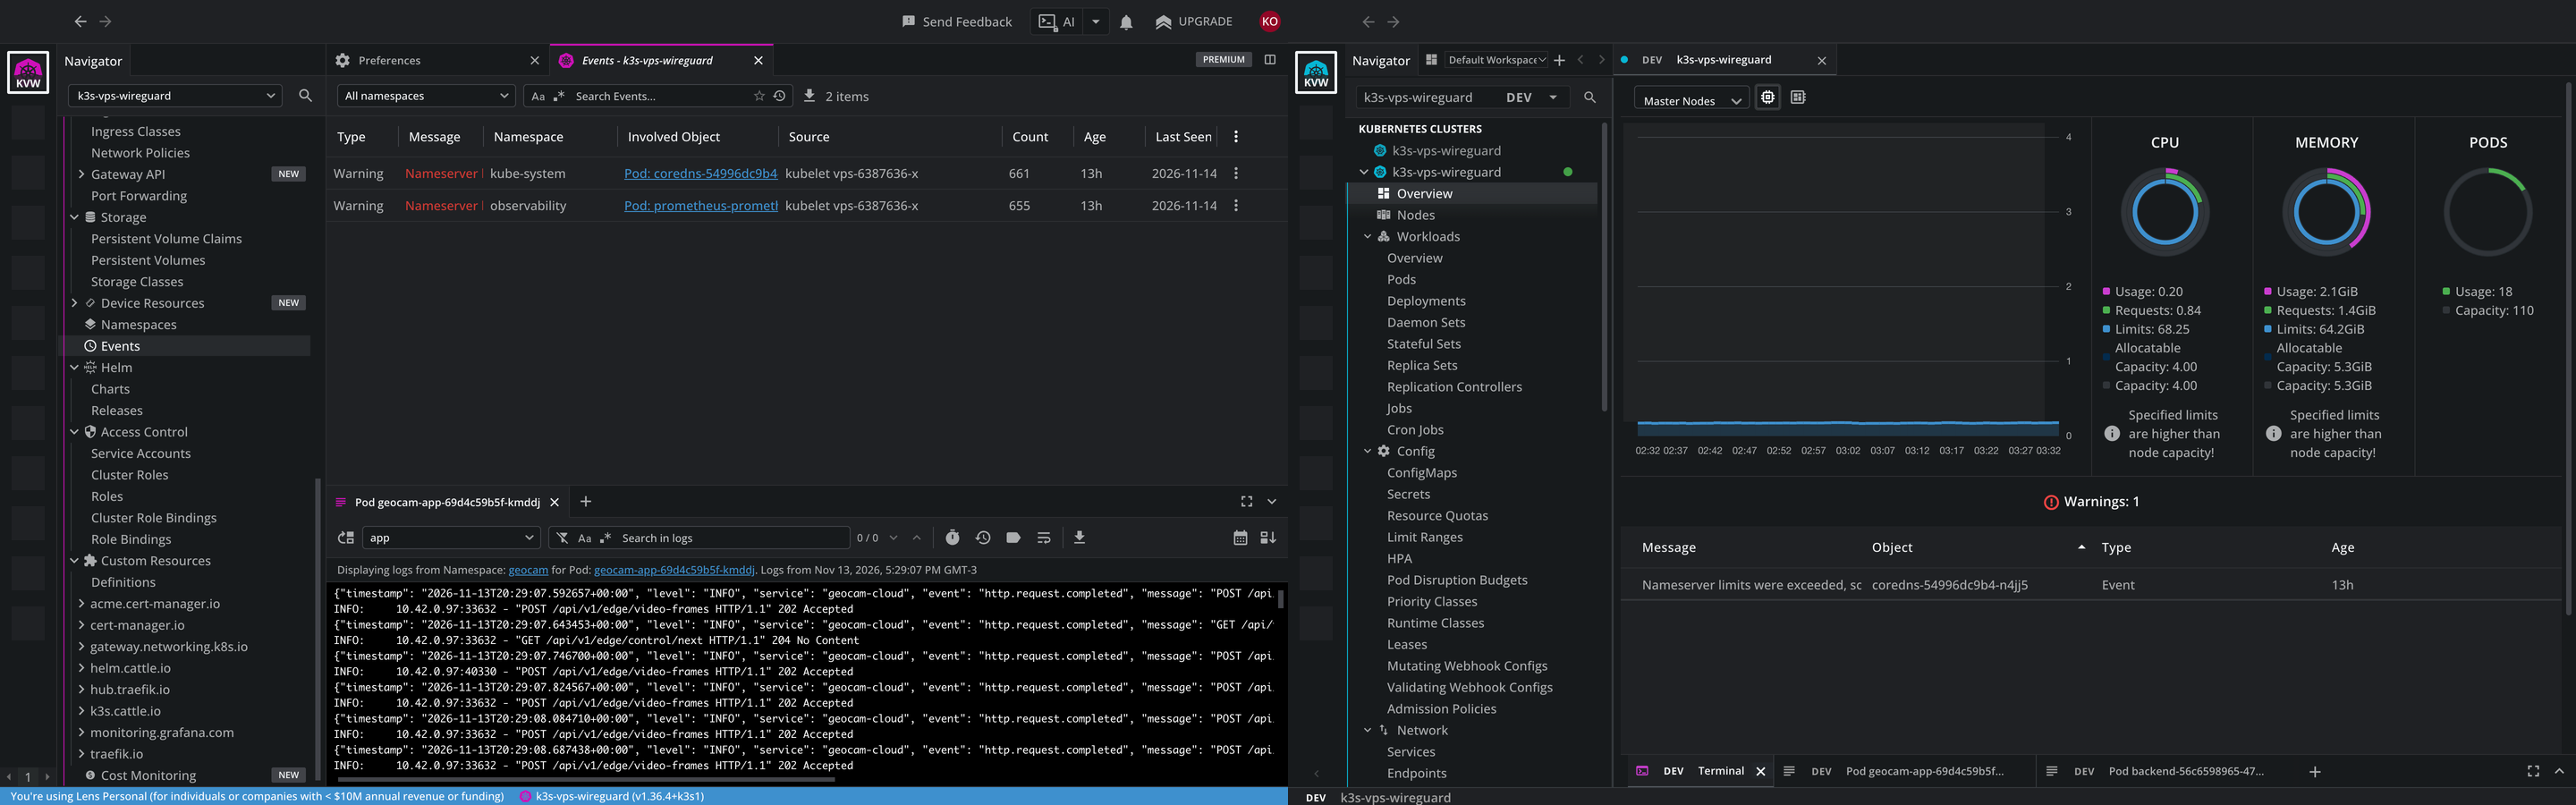 Send Feedback
AI
UPGRADE
KO
KVW
Navigator
k3s-vps-wireguard
Ingress Classes
Network Policies
Gateway API NEW
Port Forwarding
Storage
Persistent Volume Claims
Persistent Volumes
Storage Classes
Device Resources NEW
Namespaces
Events
Helm
Charts
Releases
Access Control
Service Accounts
Cluster Roles
Roles
Cluster Role Bindings
Role Bindings
Custom Resources
Definitions
acme.cert-manager.io
cert-manager.io
gateway.networking.k8s.io
helm.cattle.io
hub.traefik.io
k3s.cattle.io
monitoring.grafana.com
traefik.io
Cost Monitoring NEW
1
Preferences
Events - k3s-vps-wireguard
PREMIUM
All namespaces
Aa .* Search Events...
2 items
Type Message Namespace Involved Object Source Count Age Last Seen
Warning Nameserver kube-system Pod: coredns-54996dc9b4 kubelet vps-6387636-x 661 13h 2026-11-14
Warning Nameserver observability Pod: prometheus-promet kubelet vps-6387636-x 655 13h 2026-11-14
Pod geocam-app-69d4c59b5f-kmddj
app
Aa .* Search in logs
0 / 0
Displaying logs from Namespace: geocam for Pod: geocam-app-69d4c59b5f-kmddj. Logs from Nov 13, 2026, 5:29:07 PM GMT-3
{"timestamp": "2026-11-13T20:29:07.592657+00:00", "level": "INFO", "service": "geocam-cloud", "event": "http.request.completed", "message": "POST /api
INFO: 10.42.0.97:33632 - "POST /api/v1/edge/video-frames HTTP/1.1" 202 Accepted
{"timestamp": "2026-11-13T20:29:07.643453+00:00", "level": "INFO", "service": "geocam-cloud", "event": "http.request.completed", "message": "GET /api/
INFO: 10.42.0.97:33632 - "GET /api/v1/edge/control/next HTTP/1.1" 204 No Content
{"timestamp": "2026-11-13T20:29:07.746700+00:00", "level": "INFO", "service": "geocam-cloud", "event": "http.request.completed", "message": "POST /api
INFO: 10.42.0.97:40330 - "POST /api/v1/edge/video-frames HTTP/1.1" 202 Accepted
{"timestamp": "2026-11-13T20:29:07.824567+00:00", "level": "INFO", "service": "geocam-cloud", "event": "http.request.completed", "message": "POST /api
INFO: 10.42.0.97:33632 - "POST /api/v1/edge/video-frames HTTP/1.1" 202 Accepted
{"timestamp": "2026-11-13T20:29:08.084710+00:00", "level": "INFO", "service": "geocam-cloud", "event": "http.request.completed", "message": "POST /api
INFO: 10.42.0.97:33632 - "POST /api/v1/edge/video-frames HTTP/1.1" 202 Accepted
{"timestamp": "2026-11-13T20:29:08.687438+00:00", "level": "INFO", "service": "geocam-cloud", "event": "http.request.completed", "message": "POST /api
INFO: 10.42.0.97:33632 - "POST /api/v1/edge/video-frames HTTP/1.1" 202 Accepted
You're using Lens Personal (for individuals or companies with < $10M annual revenue or funding)
k3s-vps-wireguard (v1.36.4+k3s1)
KVW
Navigator
Default Workspace
k3s-vps-wireguard DEV
KUBERNETES CLUSTERS
k3s-vps-wireguard
k3s-vps-wireguard
Overview
Nodes
Workloads
Overview
Pods
Deployments
Daemon Sets
Stateful Sets
Replica Sets
Replication Controllers
Jobs
Cron Jobs
Config
ConfigMaps
Secrets
Resource Quotas
Limit Ranges
HPA
Pod Disruption Budgets
Priority Classes
Runtime Classes
Leases
Mutating Webhook Configs
Validating Webhook Configs
Admission Policies
Network
Services
Endpoints
DEV k3s-vps-wireguard
Master Nodes
4
3
2
1
0
02:32 02:37 02:42 02:47 02:52 02:57 03:02 03:07 03:12 03:17 03:22 03:27 03:32
CPU
Usage: 0.20
Requests: 0.84
Limits: 68.25
Allocatable
Capacity: 4.00
Capacity: 4.00
Specified limits
are higher than
node capacity!
MEMORY
Usage: 2.1GiB
Requests: 1.4GiB
Limits: 64.2GiB
Allocatable
Capacity: 5.3GiB
Capacity: 5.3GiB
Specified limits
are higher than
node capacity!
PODS
Usage: 18
Capacity: 110
Warnings: 1
Message Object Type Age
Nameserver limits were exceeded, sc coredns-54996dc9b4-n4jj5 Event 13h
DEV Terminal
DEV Pod geocam-app-69d4c59b5f...
DEV Pod backend-56c6598965-47...
DEV k3s-vps-wireguard